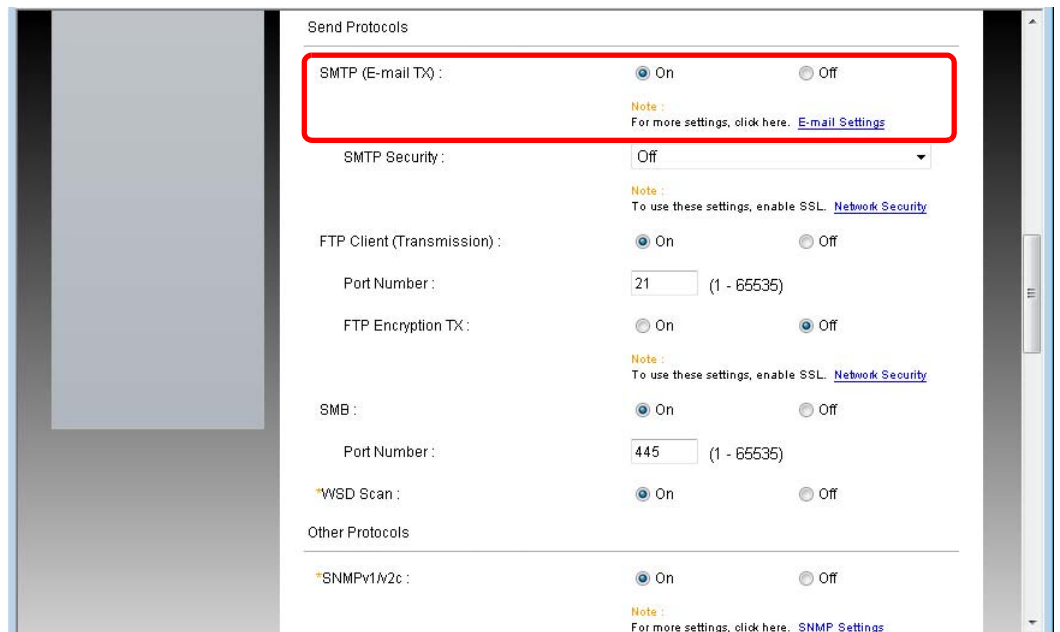 Send Protocols
SMTP (E-mail TX) : On Off
Note :
For more settings, click here. E-mail Settings
SMTP Security : Off
Note :
To use these settings, enable SSL. Network Security
FTP Client (Transmission) : On Off
Port Number : 21 (1 - 65535)
FTP Encryption TX : On Off
Note :
To use these settings, enable SSL. Network Security
SMB : On Off
Port Number : 445 (1 - 65535)
*WSD Scan : On Off
Other Protocols
*SNMPv1/v2c : On Off
Note :
For more settings, click here. SNMP Settings